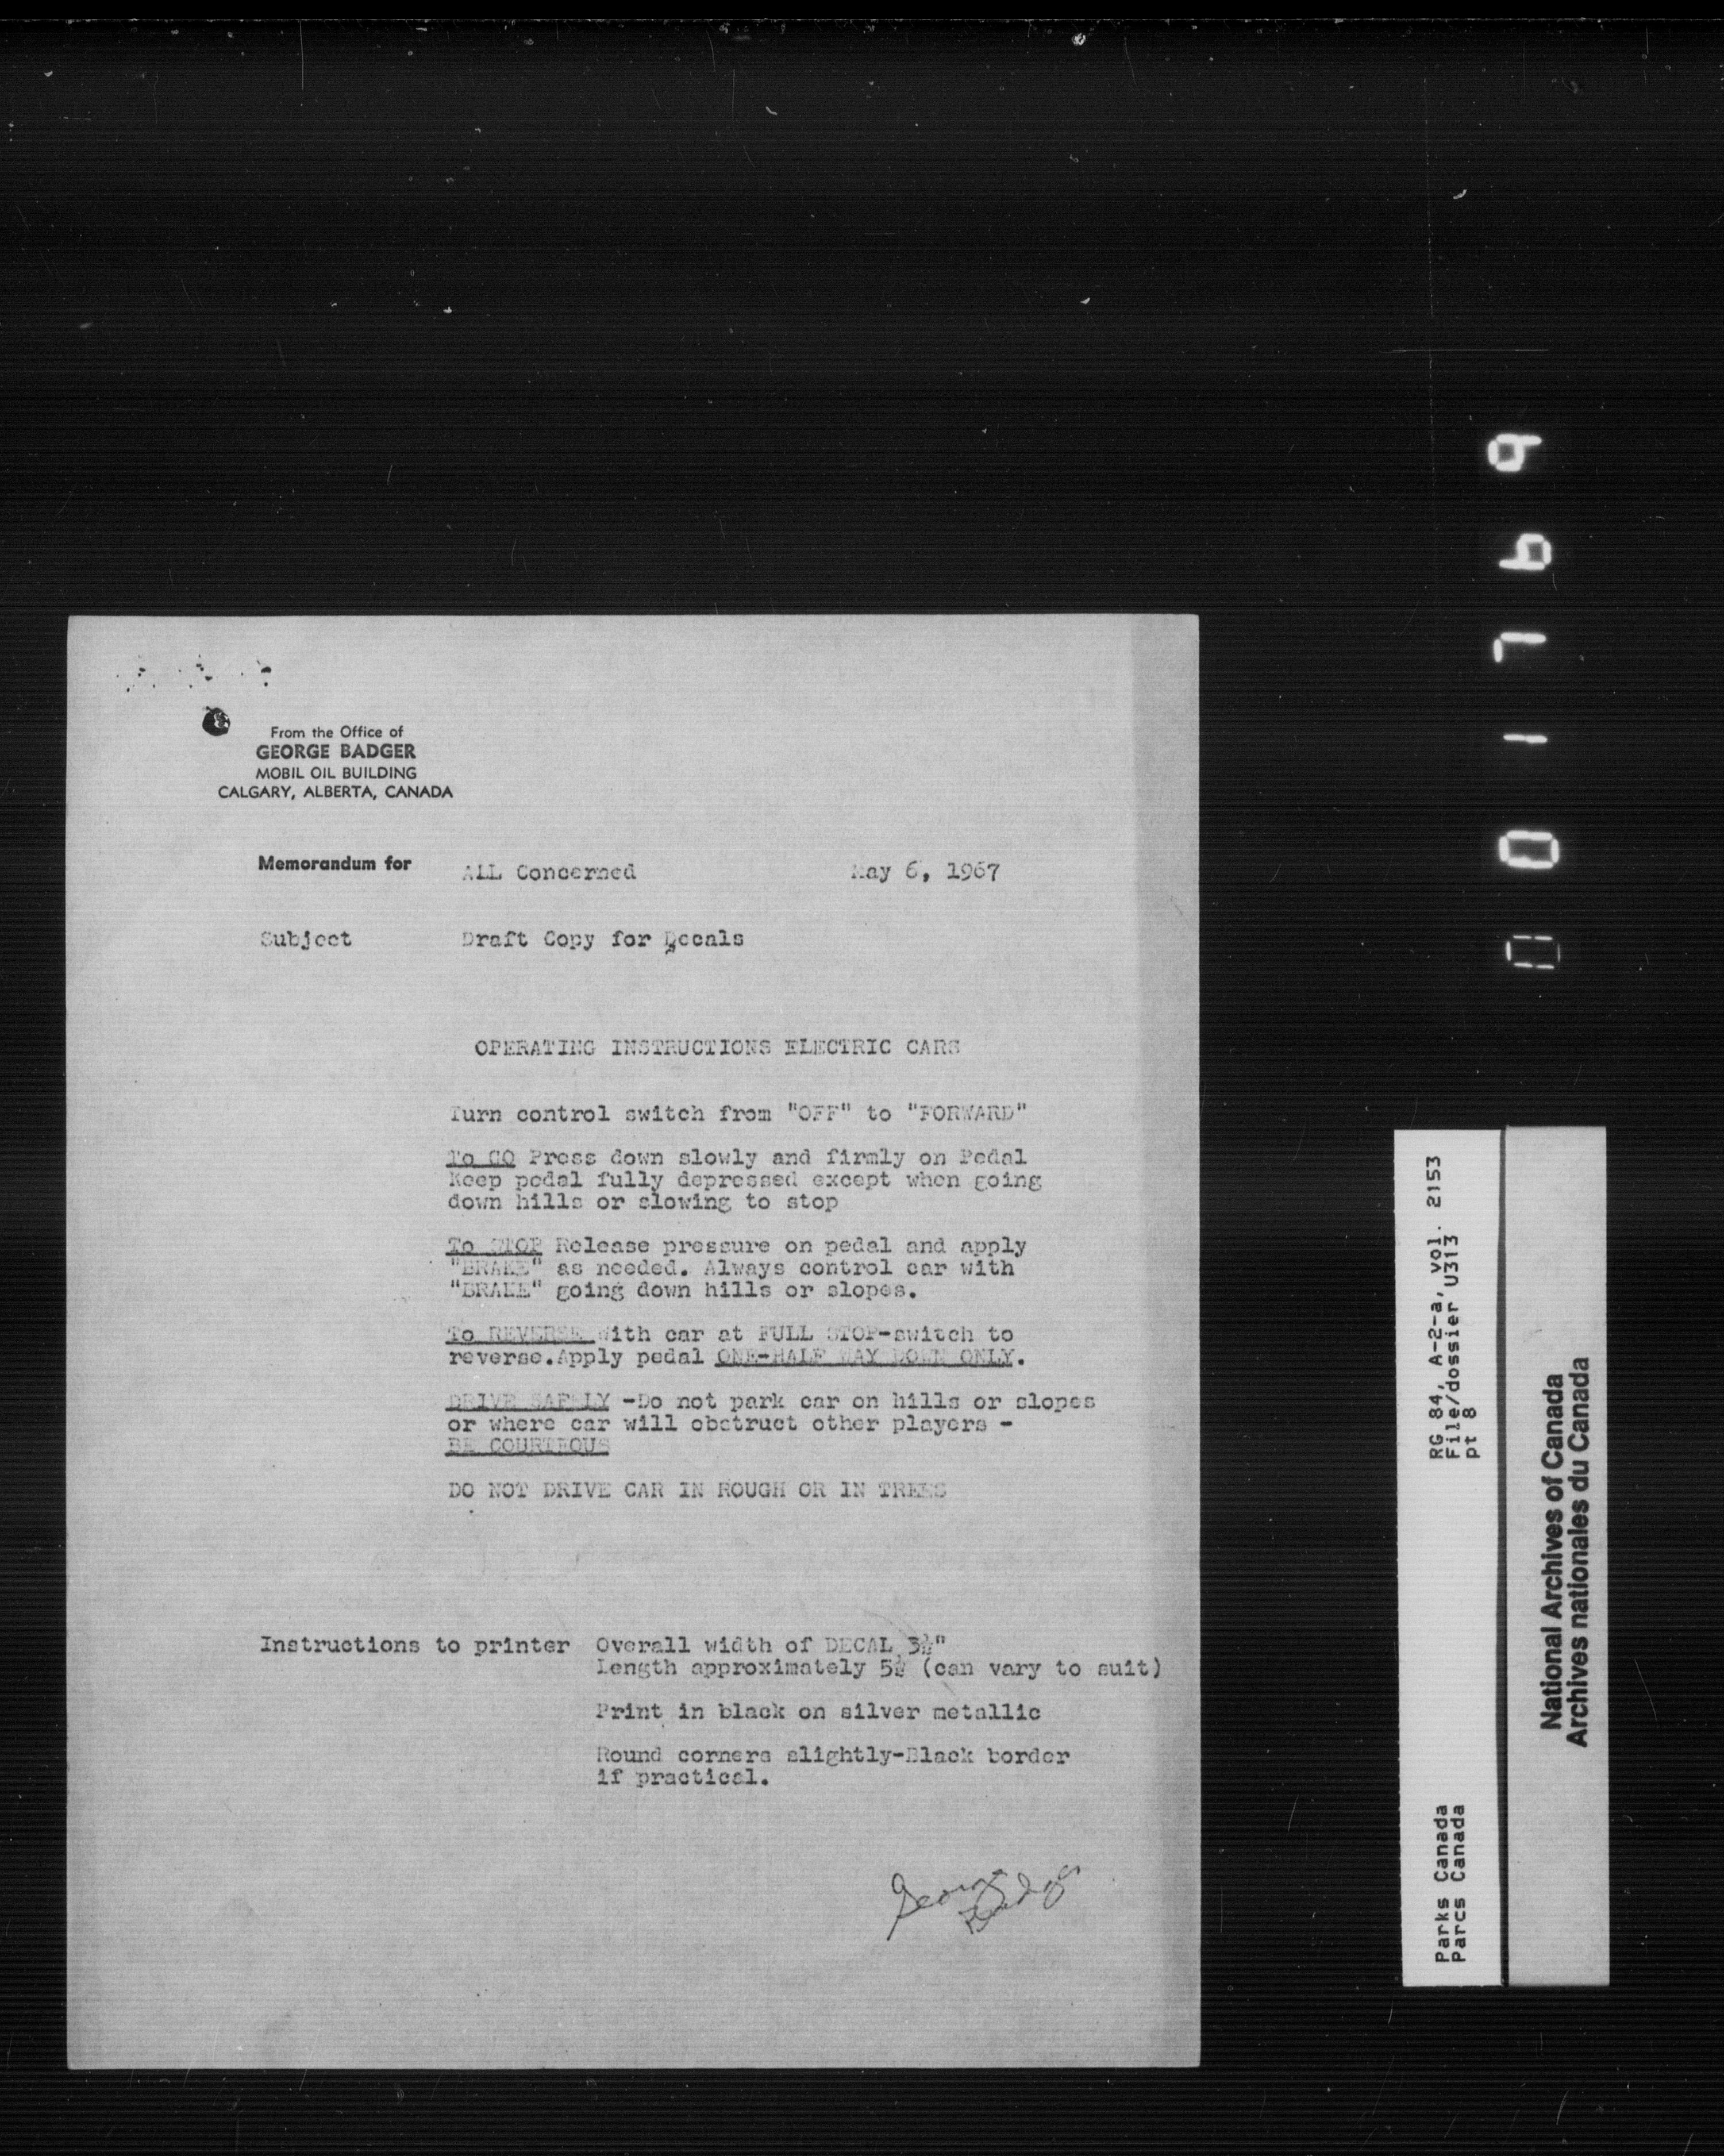 From the Office of
GEORGE BADGER
MOBIL OIL BUILDING
CALGARY, ALBERTA, CANADA
Memorandum for ALL Concerned May 6, 1967
Subject Draft Copy for Decals
OPERATING INSTRUCTIONS ELECTRIC CARS
Turn control switch from "OFF" to "FORWARD"
To GO Press down slowly and firmly on Pedal
Keep pedal fully depressed except when going
down hills or slowing to stop
To STOP Release pressure on pedal and apply
"BRAKE" as needed. Always control car with
"BRAKE" going down hills or slopes.
To REVERSE With car at FULL STOP-switch to
reverse.Apply pedal ONE-HALF WAY DOWN ONLY.
DRIVE SAFELY -Do not park car on hills or slopes
or where car will obstruct other players -
BE COURTEOUS
DO NOT DRIVE CAR IN ROUGH OR IN TREES
Instructions to printer Overall width of DECAL 3½"
Length approximately 5½ (can vary to suit)
Print in black on silver metallic
Round corners slightly-Black border
if practical.
George
Badger
001769
RG 84, A-2-a, vol. 2153
File/dossier U313
pt 8
Parks Canada
Parcs Canada
National Archives of Canada
Archives nationales du Canada